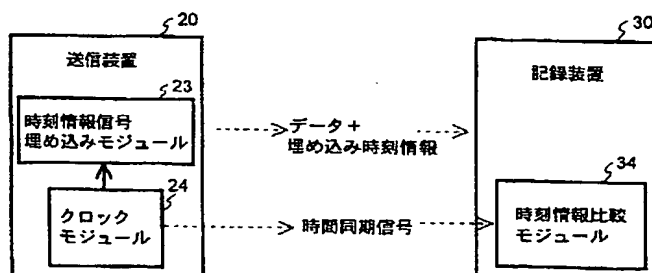 20
送信装置
23
時刻情報信号
埋め込みモジュール
24
クロック
モジュール
データ+
埋め込み時刻情報
時間同期信号
30
記録装置
34
時刻情報比較
モジュール